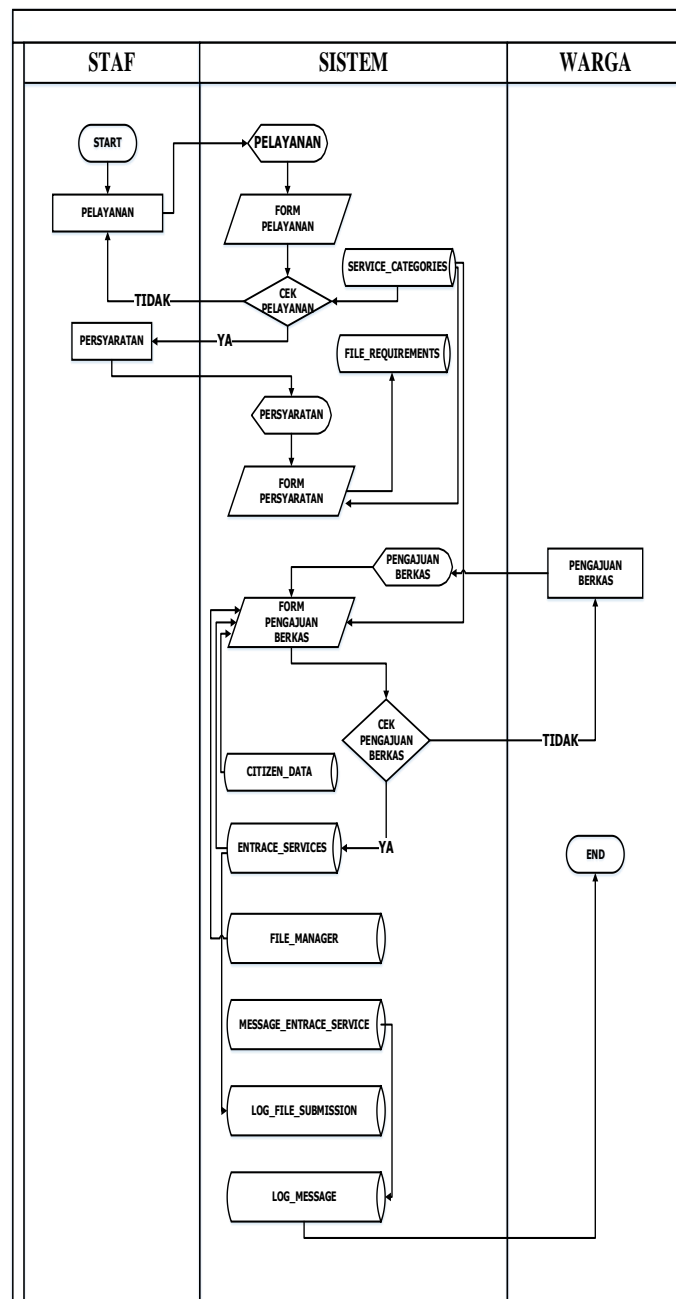 STAF
SISTEM
WARGA
START
PELAYANAN
PELAYANAN
FORM
PELAYANAN
SERVICE_CATEGORIES
CEK
PELAYANAN
TIDAK
YA
PERSYARATAN
FILE_REQUIREMENTS
PERSYARATAN
FORM
PERSYARATAN
PENGAJUAN
BERKAS
PENGAJUAN
BERKAS
FORM
PENGAJUAN
BERKAS
CEK
PENGAJUAN
BERKAS
TIDAK
CITIZEN_DATA
ENTRACE_SERVICES
YA
END
FILE_MANAGER
MESSAGE_ENTRACE_SERVICE
LOG_FILE_SUBMISSION
LOG_MESSAGE